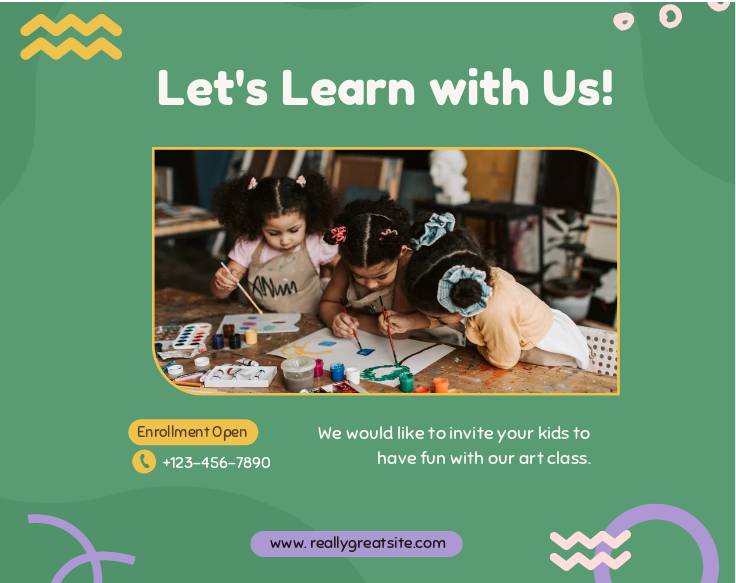 Let's Learn with Us!
Enrollment Open
+123-456-7890
We would like to invite your kids to
have fun with our art class.
www. reallygreatsite.com